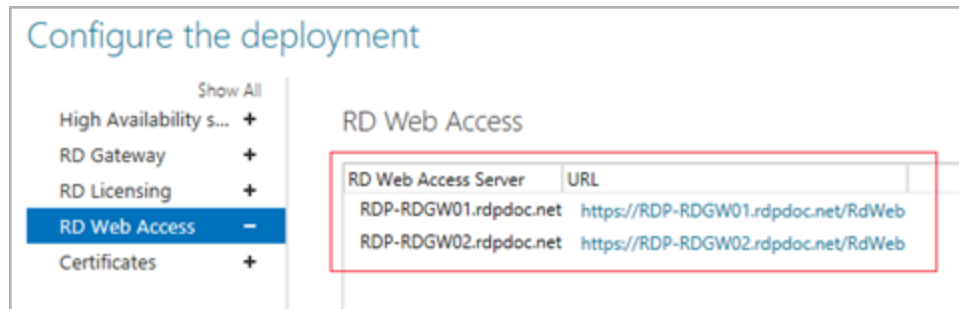 Configure the deployment
Show All
High Availability s... +
RD Gateway +
RD Licensing +
RD Web Access –
Certificates +
RD Web Access
RD Web Access Server URL
RDP-RDGW01.rdpdoc.net https://RDP-RDGW01.rdpdoc.net/RdWeb
RDP-RDGW02.rdpdoc.net https://RDP-RDGW02.rdpdoc.net/RdWeb